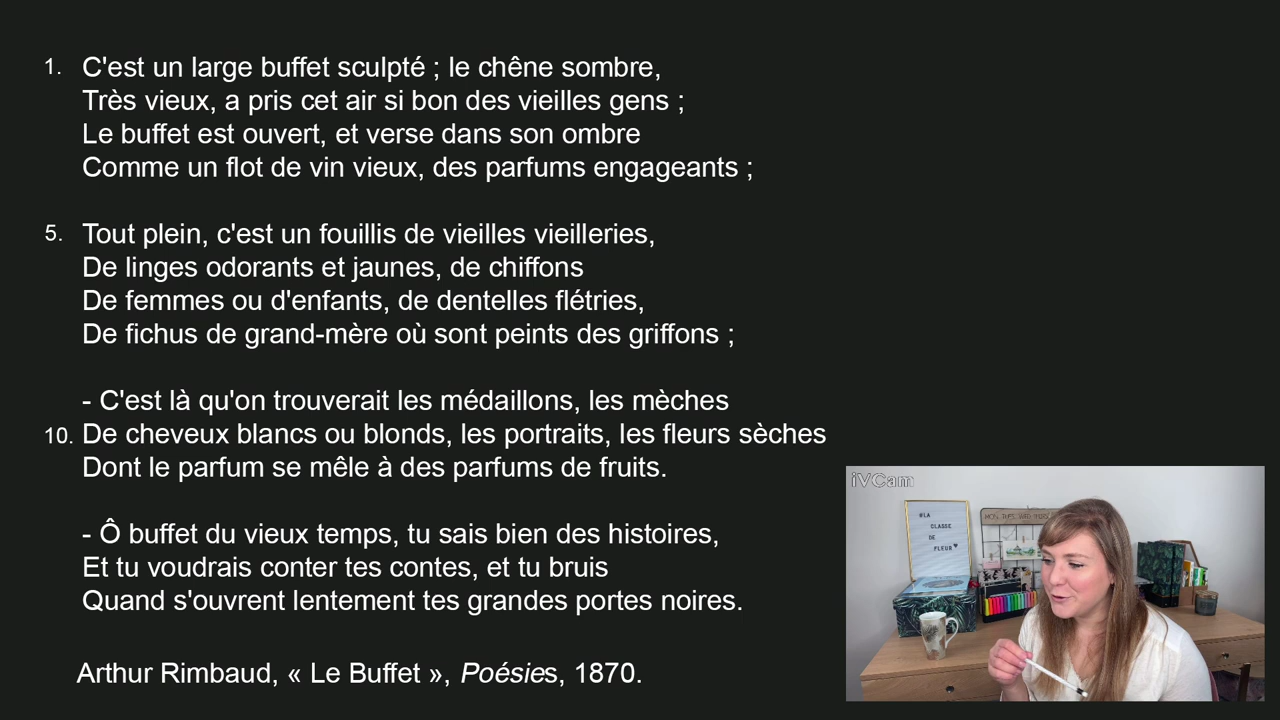 1. C'est un large buffet sculpté ; le chêne sombre,
Très vieux, a pris cet air si bon des vieilles gens ;
Le buffet est ouvert, et verse dans son ombre
Comme un flot de vin vieux, des parfums engageants ;
5. Tout plein, c'est un fouillis de vieilles vieilleries,
De linges odorants et jaunes, de chiffons
De femmes ou d'enfants, de dentelles flétries,
De fichus de grand-mère où sont peints des griffons ;
- C'est là qu'on trouverait les médaillons, les mèches
10. De cheveux blancs ou blonds, les portraits, les fleurs sèches
Dont le parfum se mêle à des parfums de fruits.
- Ô buffet du vieux temps, tu sais bien des histoires,
Et tu voudrais conter tes contes, et tu bruis
Quand s'ouvrent lentement tes grandes portes noires.
Arthur Rimbaud, « Le Buffet », Poésies, 1870.
iVCam
#LA
CLASSE
DE
FLEUR